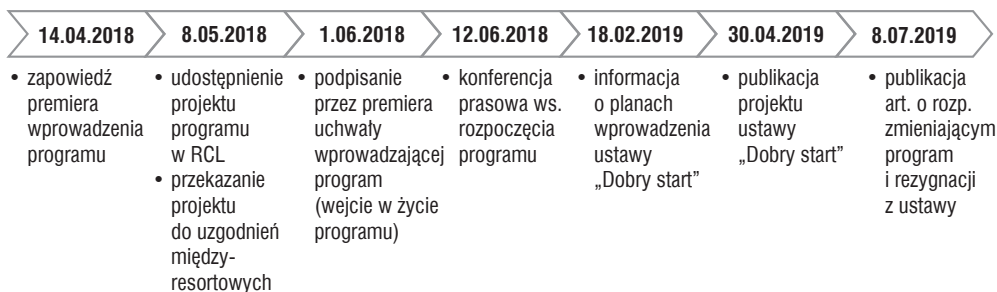 14.04.2018
8.05.2018
1.06.2018
12.06.2018
18.02.2019
30.04.2019
8.07.2019
• zapowiedź
premiera
wprowadzenia
programu
• udostępnienie
projektu
programu
w RCL
• przekazanie
projektu
do uzgodnień
między-
resortowych
• podpisanie
przez premiera
uchwały
wprowadzającej
program
(wejcie w życie
programu)
• konferencja
prasowa ws.
rozpoczęcia
programu
• informacja
o planach
wprowadzenia
ustawy
„Dobry start”
• publikacja
projektu
ustawy
„Dobry start”
• publikacja
art. o rozp.
zmieniającym
program
i rezygnacji
z ustawy